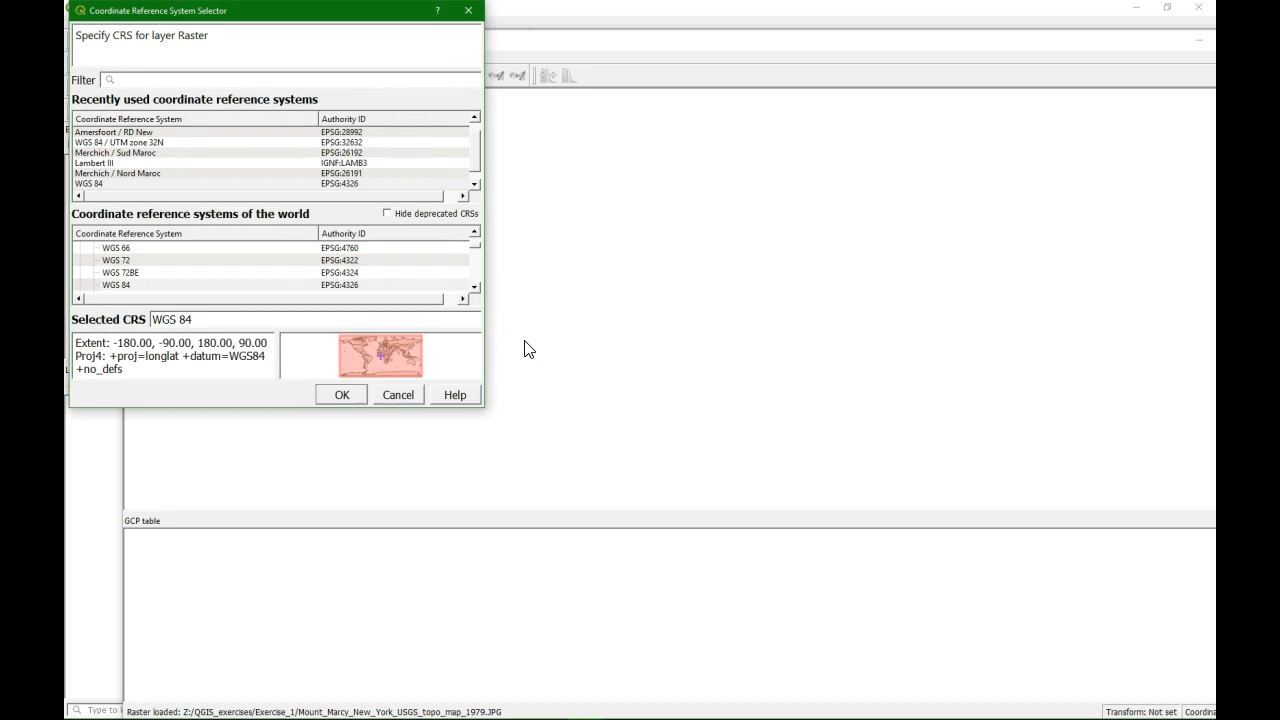 Coordinate Reference System Selector
?
Specify CRS for layer Raster
Filter
Recently used coordinate reference systems
Coordinate Reference System Authority ID
Amersfoort / RD New EPSG:28992
WGS 84 / UTM zone 32N EPSG:32632
Merchich / Sud Maroc EPSG:26192
Lambert III IGNF:LAMB3
Merchich / Nord Maroc EPSG:26191
WGS 84 EPSG:4326
Coordinate reference systems of the world Hide deprecated CRSs
Coordinate Reference System Authority ID
WGS 66 EPSG:4760
WGS 72 EPSG:4322
WGS 72BE EPSG:4324
WGS 84 EPSG:4326
Selected CRS WGS 84
Extent: -180.00, -90.00, 180.00, 90.00
Proj4: +proj=longlat +datum=WGS84
+no_defs
OK Cancel Help
GCP table
Type to
Raster loaded: Z:/QGIS_exercises/Exercise_1/Mount_Marcy_New_York_USGS_topo_map_1979.JPG
Transform: Not set